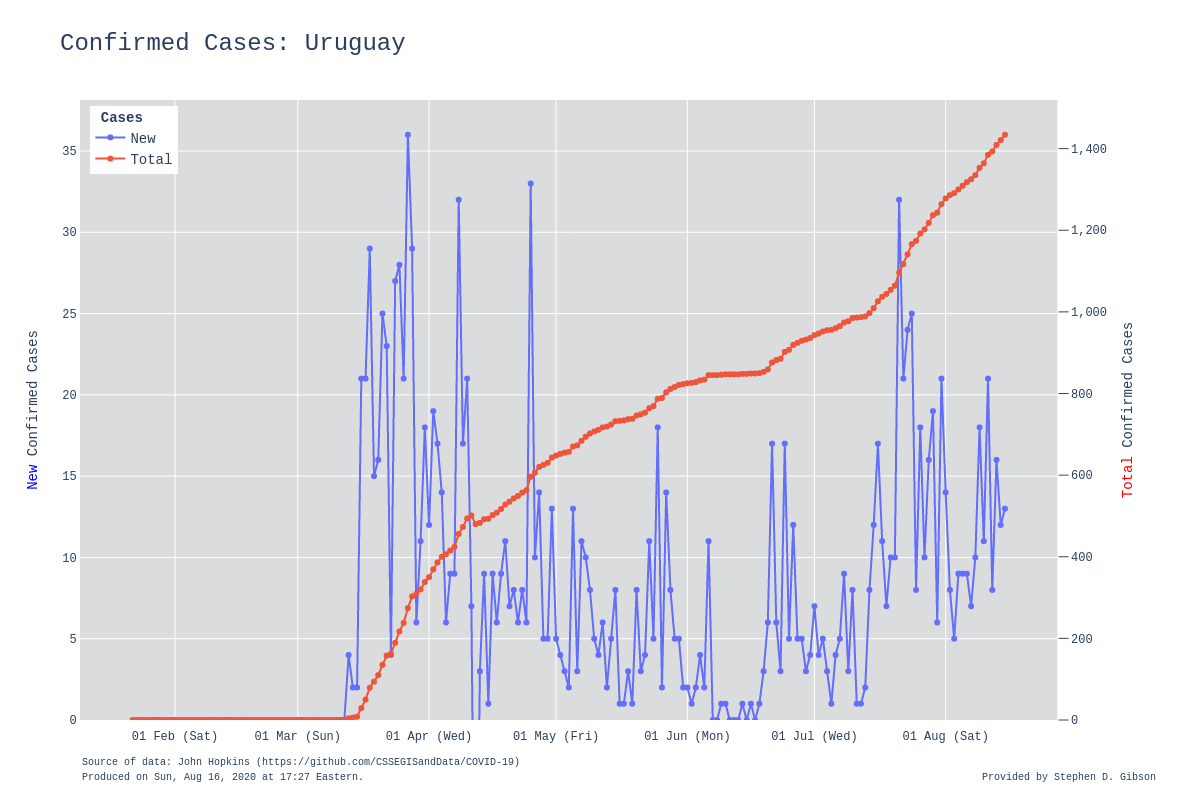 Confirmed Cases: Uruguay
Cases
New
Total
35
30
25
20
15
10
5
0
1,400
1,200
1,000
800
600
400
200
0
New Confirmed Cases
Total Confirmed Cases
01 Feb (Sat)
01 Mar (Sun)
01 Apr (Wed)
01 May (Fri)
01 Jun (Mon)
01 Jul (Wed)
01 Aug (Sat)
Source of data: John Hopkins (https://github.com/CSSEGISandData/COVID-19)
Produced on Sun, Aug 16, 2020 at 17:27 Eastern.
Provided by Stephen D. Gibson